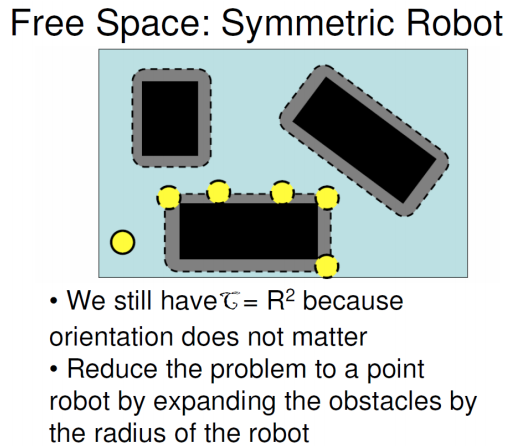 Free Space: Symmetric Robot
• We still have 𝒞 = R² because
orientation does not matter
• Reduce the problem to a point
robot by expanding the obstacles by
the radius of the robot